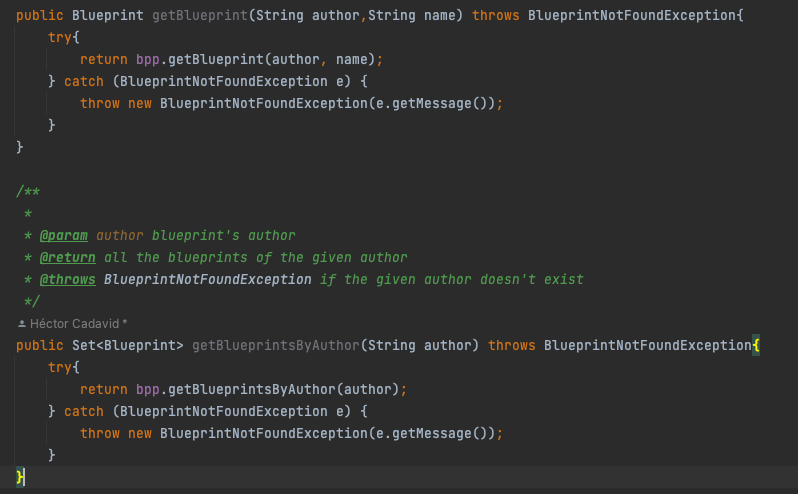 public Blueprint getBlueprint(String author,String name) throws BlueprintNotFoundException{
try{
return bpp.getBlueprint(author, name);
} catch (BlueprintNotFoundException e) {
throw new BlueprintNotFoundException(e.getMessage());
}
}
/**
*
* @param author blueprint's author
* @return all the blueprints of the given author
* @throws BlueprintNotFoundException if the given author doesn't exist
*/
Héctor Cadavid *
public Set<Blueprint> getBlueprintsByAuthor(String author) throws BlueprintNotFoundException{
try{
return bpp.getBlueprintsByAuthor(author);
} catch (BlueprintNotFoundException e) {
throw new BlueprintNotFoundException(e.getMessage());
}
}